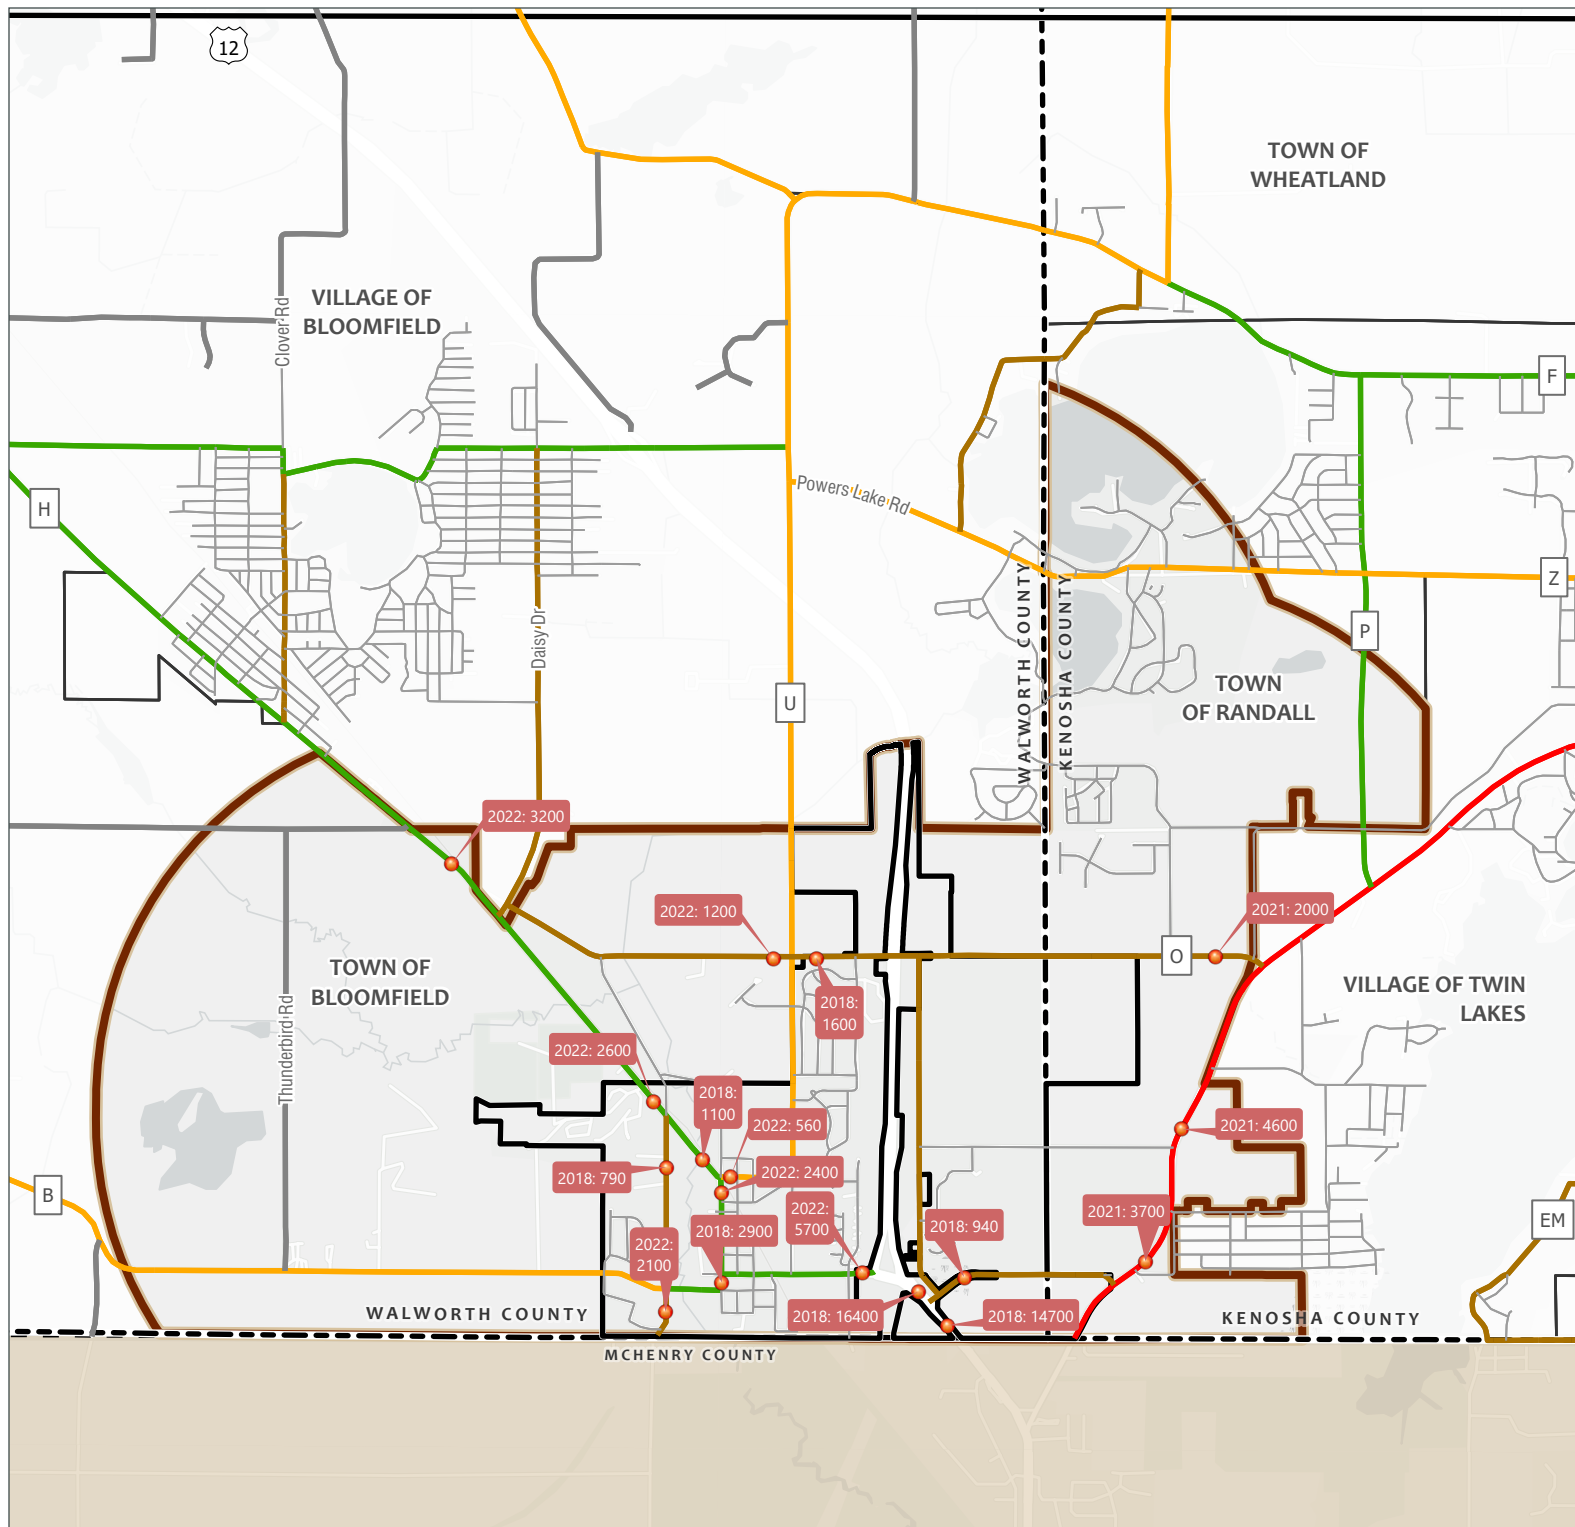 12
TOWN OF
WHEATLAND
VILLAGE OF
BLOOMFIELD
Clover Rd
F
H
Powers Lake Rd
Z
WALWORTH COUNTY
KENOSHA COUNTY
P
Daisy Dr
U
TOWN
OF RANDALL
2022: 3200
2022: 1200
2021: 2000
O
TOWN OF
BLOOMFIELD
VILLAGE OF TWIN
LAKES
2018:
1600
Thunderbird Rd
2022: 2600
2018:
1100
2022: 560
2021: 4600
2018: 790
2022: 2400
B
2022:
5700
2021: 3700
EM
2018: 2900
2018: 940
2022:
2100
WALWORTH COUNTY
2018: 16400
2018: 14700
KENOSHA COUNTY
MCHENRY COUNTY